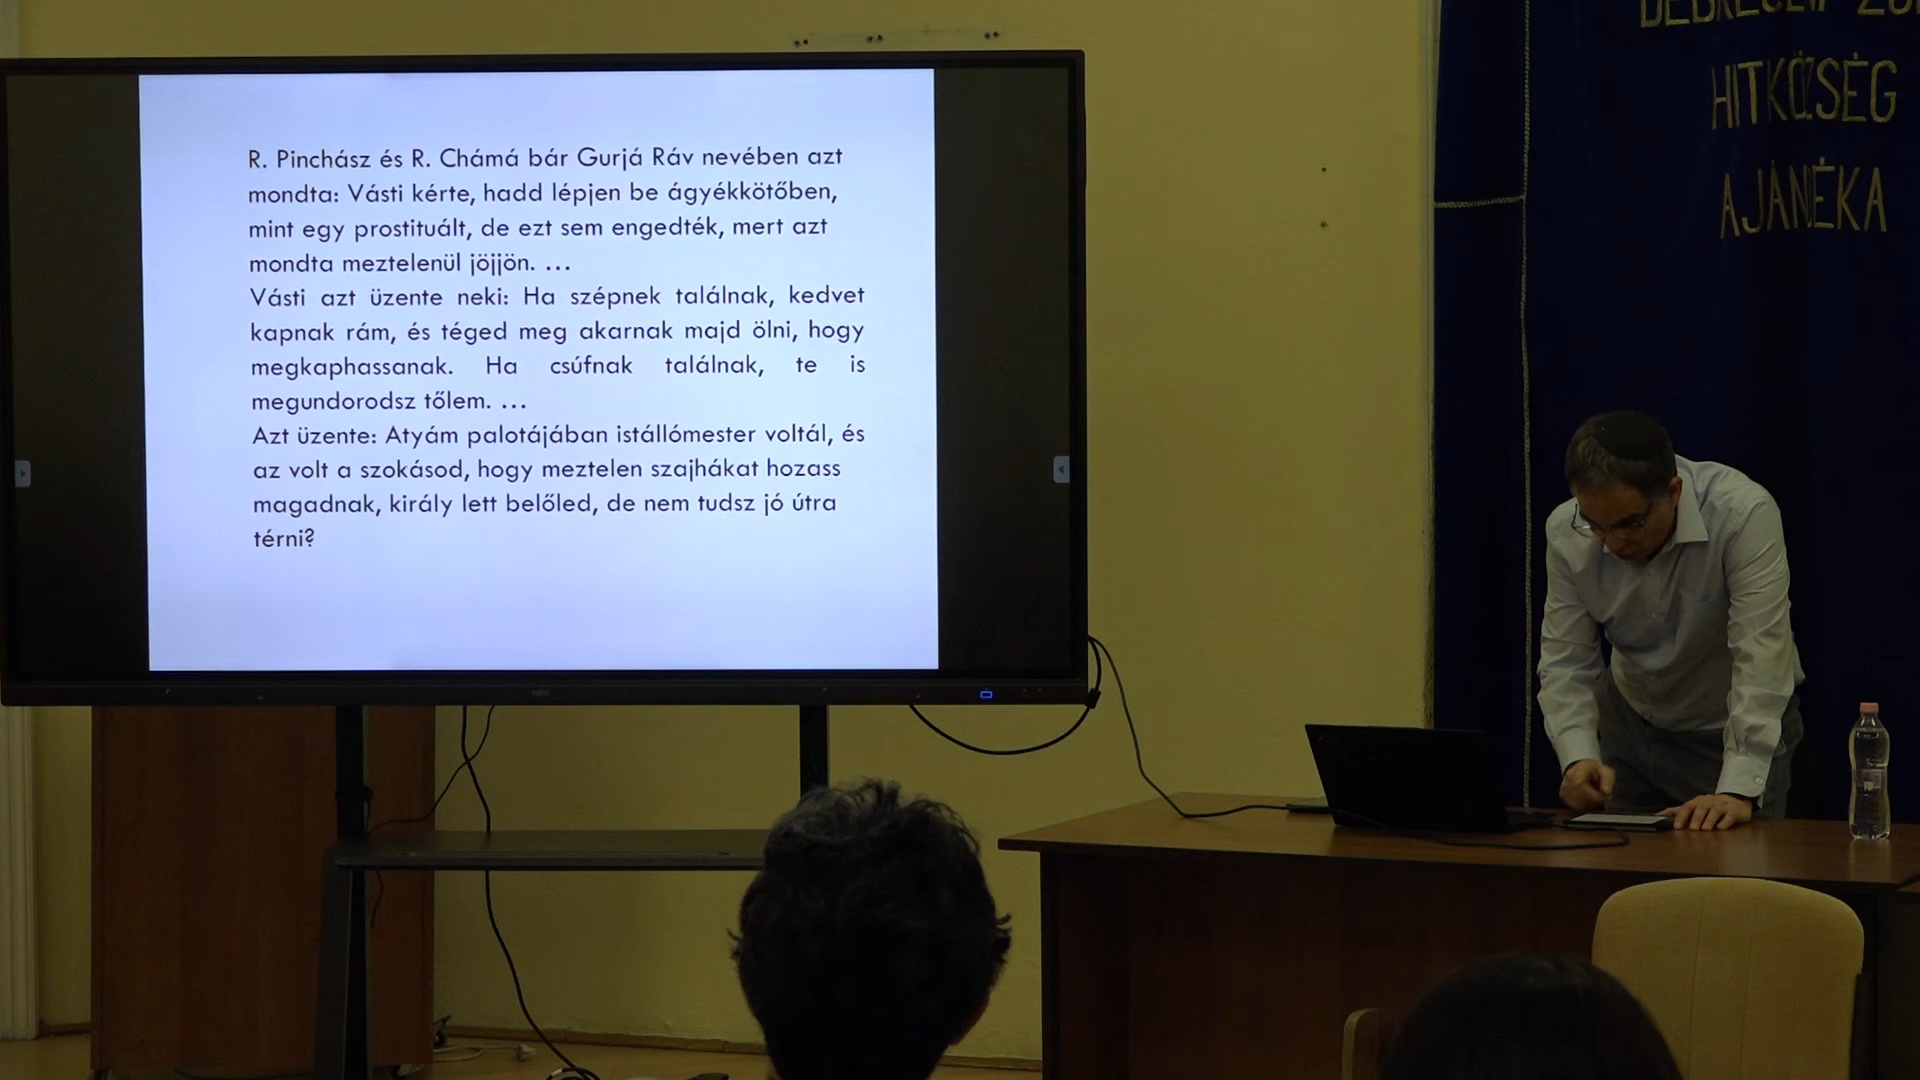 R. Pinchász és R. Chámá bár Gurjá Ráv nevében azt
mondta: Vásti kérte, hadd lépjen be ágyékkötőben,
mint egy prostituált, de ezt sem engedték, mert azt
mondta meztelenül jöjjön. …
Vásti azt üzente neki: Ha szépnek találnak, kedvet
kapnak rám, és téged meg akarnak majd ölni, hogy
megkaphassanak. Ha csúfnak találnak, te is
megundorodsz tőlem. …
Azt üzente: Atyám palotájában istállómester voltál, és
az volt a szokásod, hogy meztelen szajhákat hozass
magadnak, király lett belőled, de nem tudsz jó útra
térni?
HITKÖZSÉG
AJÁNÉKA